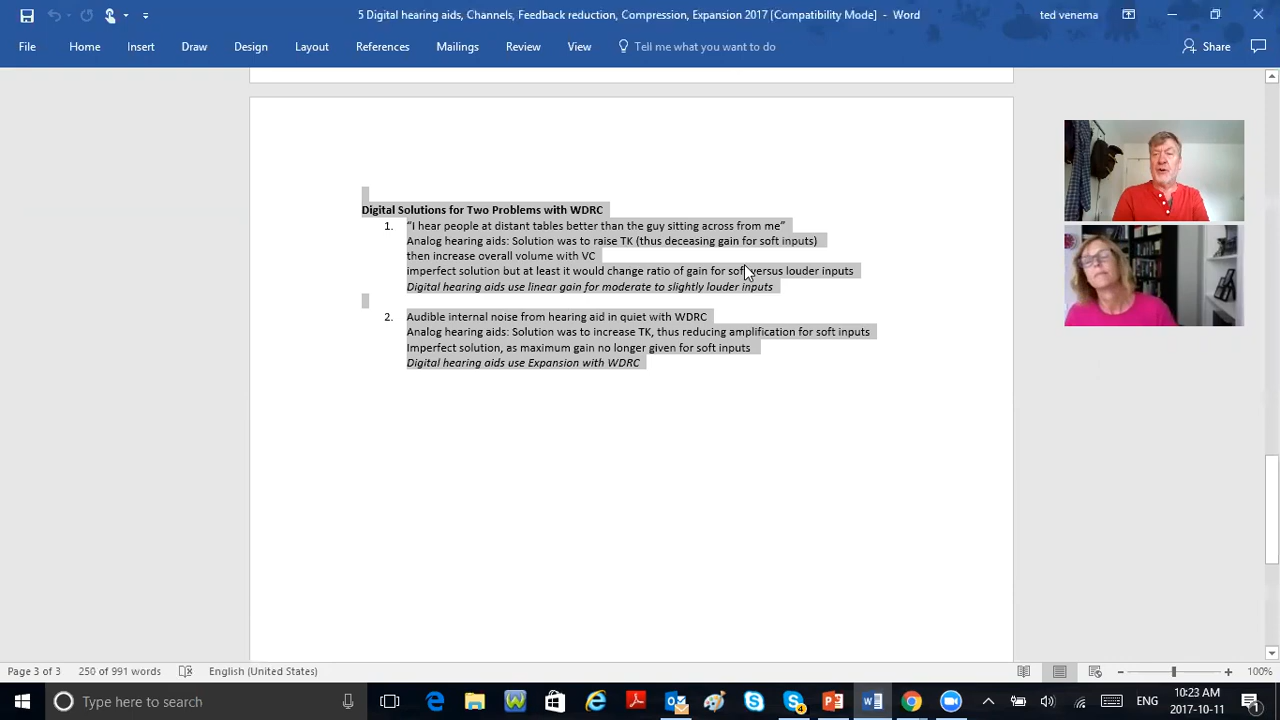 5 Digital hearing aids, Channels, Feedback reduction, Compression, Expansion 2017 [Compatibility Mode] - Word
ted venema
File Home Insert Draw Design Layout References Mailings Review View Tell me what you want to do Share
Digital Solutions for Two Problems with WDRC
1. “I hear people at distant tables better than the guy sitting across from me”
Analog hearing aids: Solution was to raise TK (thus deceasing gain for soft inputs)
then increase overall volume with VC
imperfect solution but at least it would change ratio of gain for soft versus louder inputs
Digital hearing aids use linear gain for moderate to slightly louder inputs
2. Audible internal noise from hearing aid in quiet with WDRC
Analog hearing aids: Solution was to increase TK, thus reducing amplification for soft inputs
Imperfect solution, as maximum gain no longer given for soft inputs
Digital hearing aids use Expansion with WDRC
Page 3 of 3 250 of 991 words English (United States) 100%
Type here to search
4
ENG
10:23 AM
2017-10-11
1